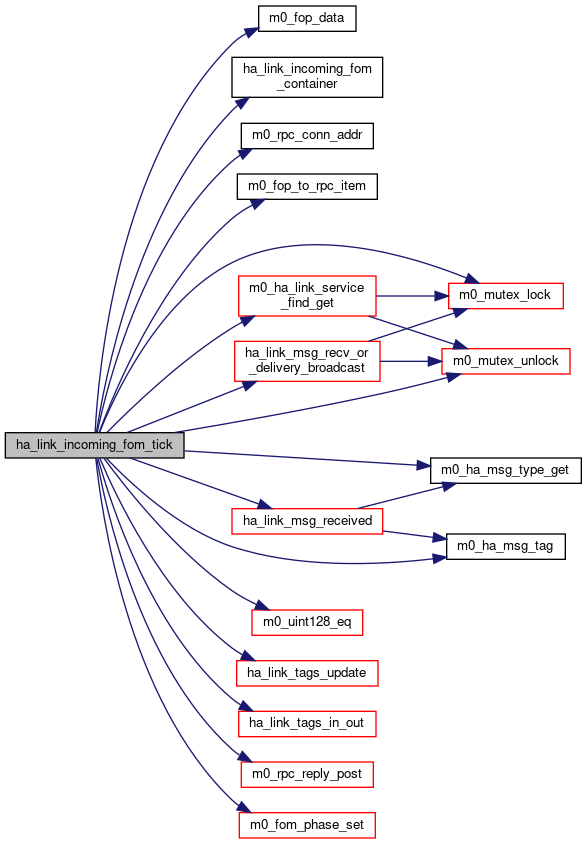 m0_fop_data
ha_link_incoming_fom
_container
m0_rpc_conn_addr
m0_fop_to_rpc_item
m0_ha_link_service
_find_get
m0_mutex_lock
ha_link_msg_recv_or
_delivery_broadcast
m0_mutex_unlock
ha_link_incoming_fom_tick
m0_ha_msg_type_get
ha_link_msg_received
m0_ha_msg_tag
m0_uint128_eq
ha_link_tags_update
ha_link_tags_in_out
m0_rpc_reply_post
m0_fom_phase_set